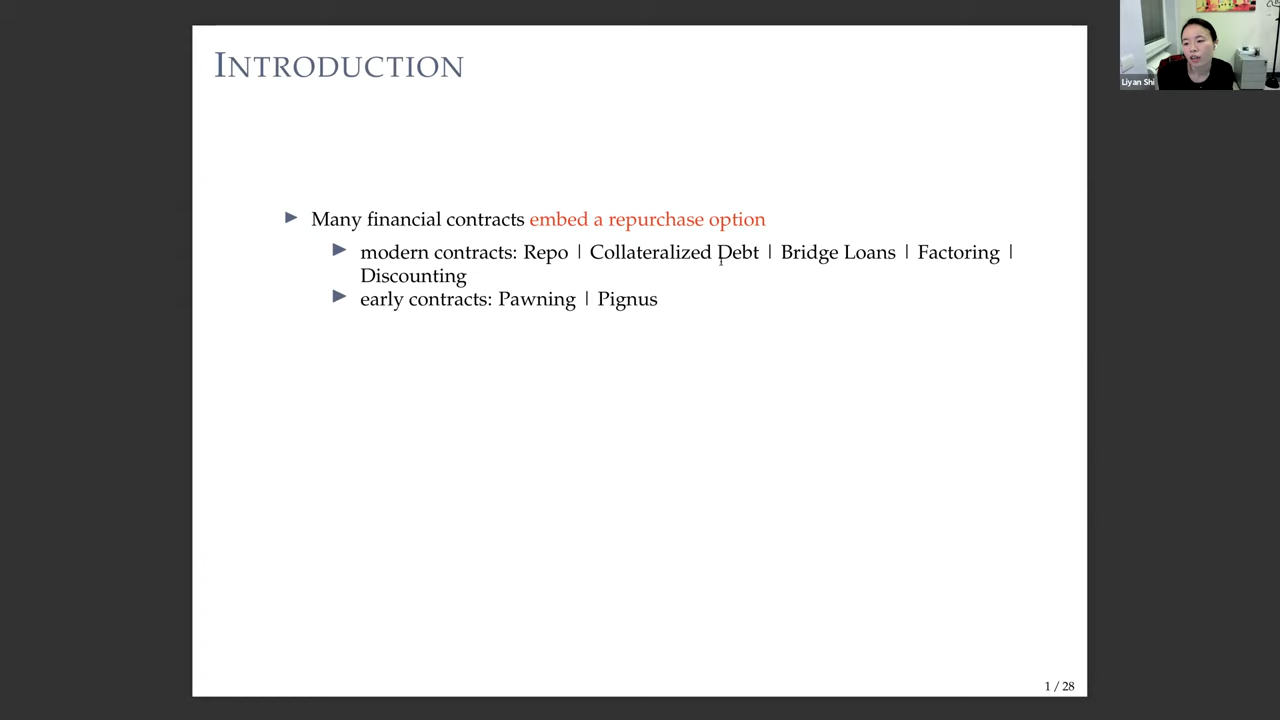 INTRODUCTION
Many financial contracts embed a repurchase option
modern contracts: Repo | Collateralized Debt | Bridge Loans | Factoring |
Discounting
early contracts: Pawning | Pignus
1 / 28
Liyan Shi